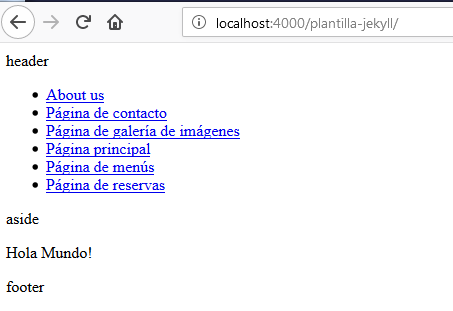 localhost:4000/plantilla-jekyll/
header
About us
Página de contacto
Página de galería de imágenes
Página principal
Página de menús
Página de reservas
aside
Hola Mundo!
footer